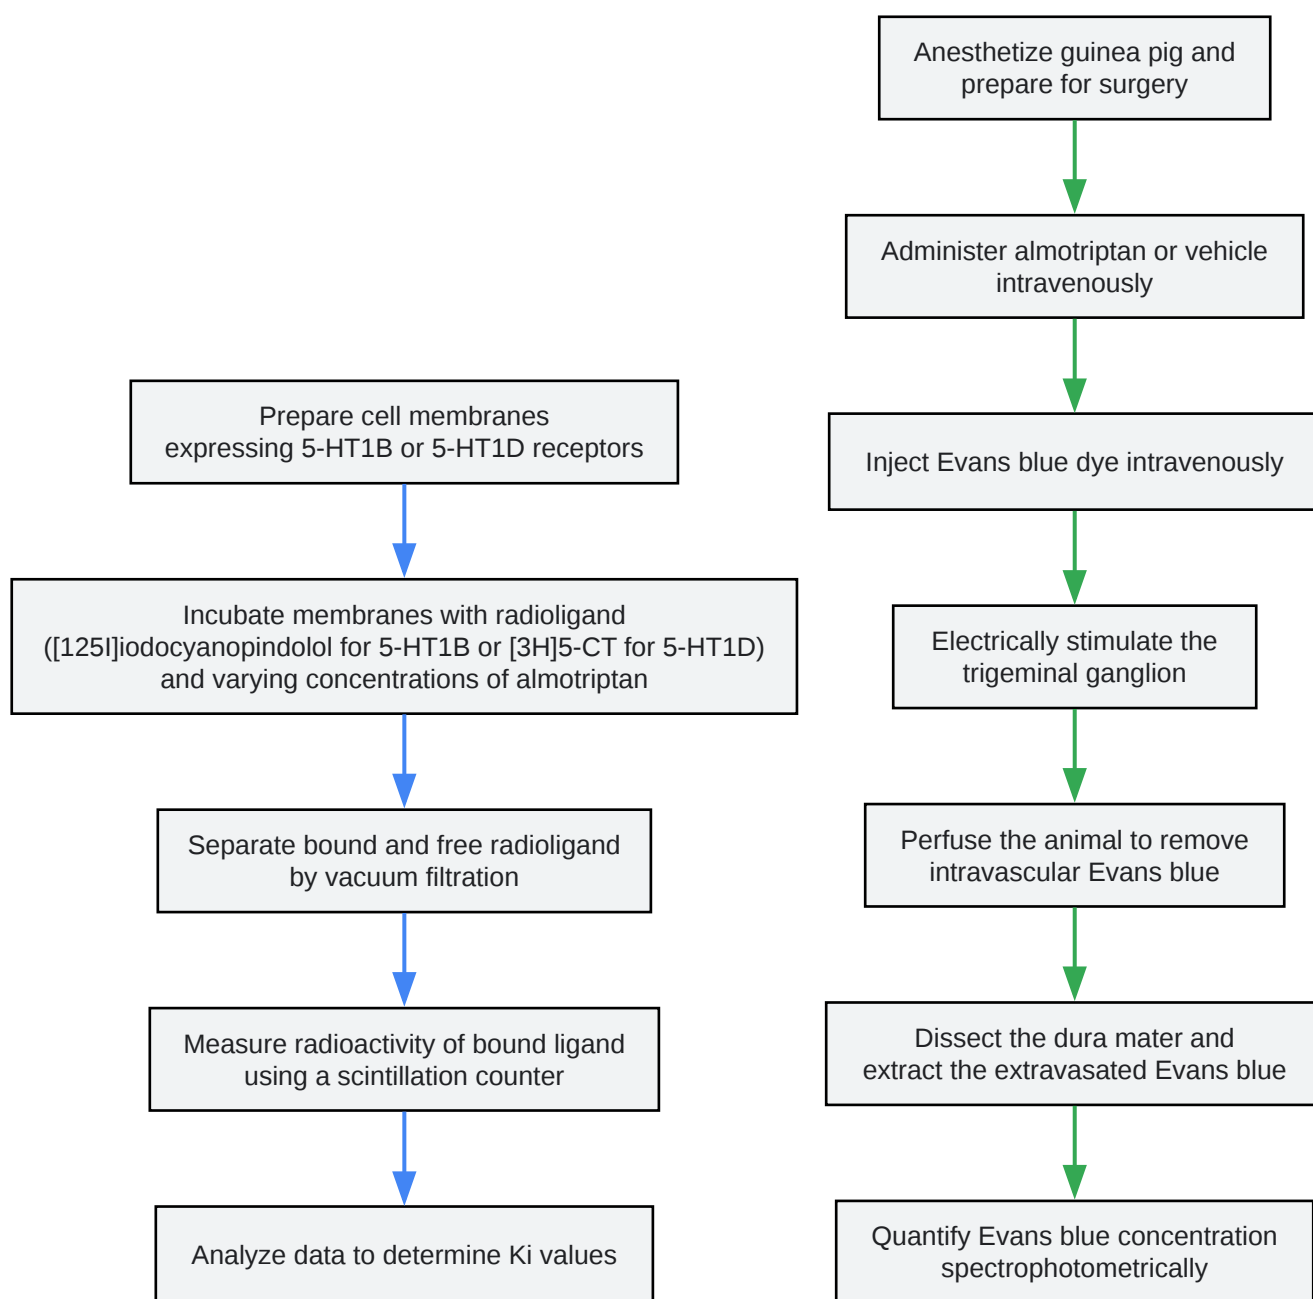 Anesthetize guinea pig and
prepare for surgery
Administer almotriptan or vehicle
intravenously
Inject Evans blue dye intravenously
Electrically stimulate the
trigeminal ganglion
Perfuse the animal to remove
intravascular Evans blue
Dissect the dura mater and
extract the extravasated Evans blue
Quantify Evans blue concentration
spectrophotometrically
Prepare cell membranes
expressing 5-HT1B or 5-HT1D receptors
Incubate membranes with radioligand
([125I]iodocyanopindolol for 5-HT1B or [3H]5-CT for 5-HT1D)
and varying concentrations of almotriptan
Separate bound and free radioligand
by vacuum filtration
Measure radioactivity of bound ligand
using a scintillation counter
Analyze data to determine Ki values